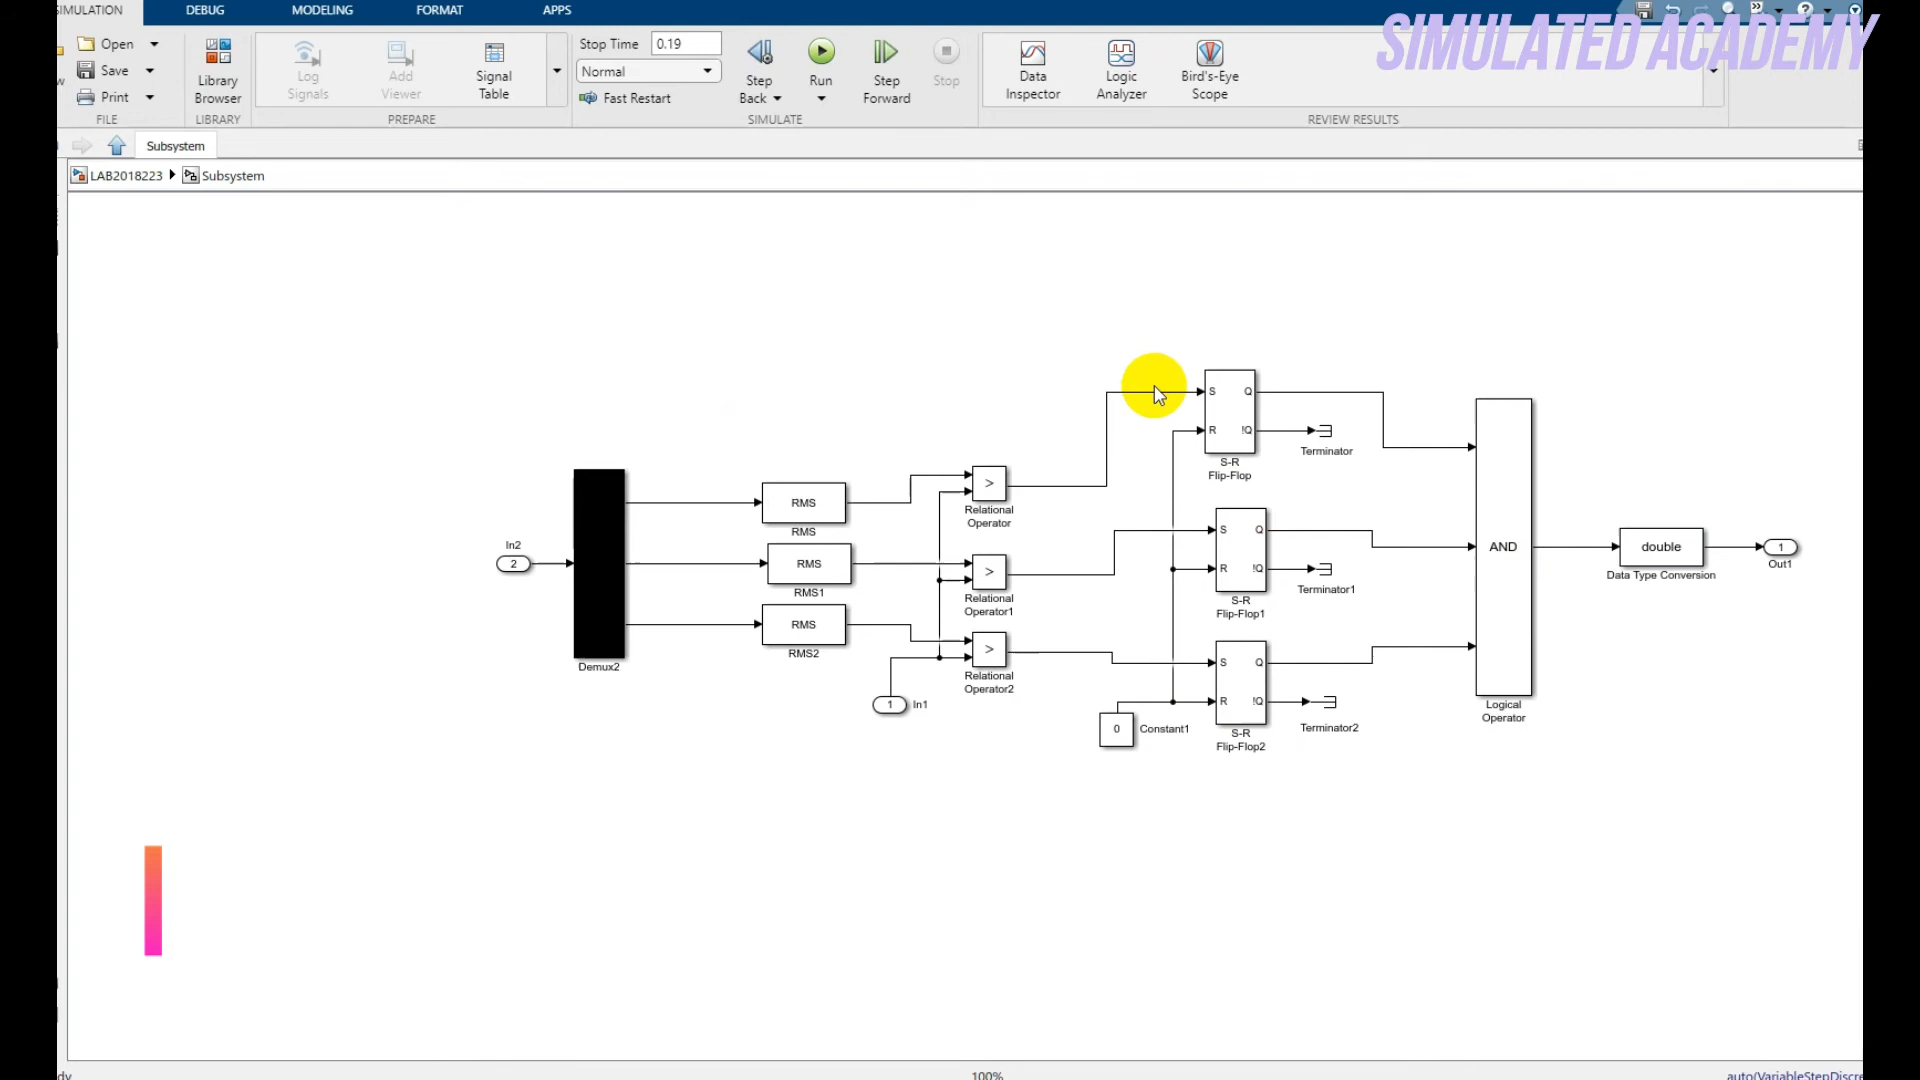 SIMULATION DEBUG MODELING FORMAT APPS
SIMULATED ACADEMY
Open
Save
Print
FILE
Library
Browser
LIBRARY
Log
Signals
Add
Viewer
Signal
Table
PREPARE
Stop Time 0.19
Normal
Fast Restart
Step
Back
Run
Step
Forward
Stop
SIMULATE
Data
Inspector
Logic
Analyzer
Bird's-Eye
Scope
REVIEW RESULTS
Subsystem
LAB2018223 Subsystem
In2
2
Demux2
RMS
RMS
RMS
RMS1
RMS
RMS2
1 In1
>
Relational
Operator
>
Relational
Operator1
>
Relational
Operator2
0 Constant1
S Q
R !Q
S-R
Flip-Flop
Terminator
S Q
R !Q
S-R
Flip-Flop1
Terminator1
S Q
R !Q
S-R
Flip-Flop2
Terminator2
AND
Logical
Operator
double
Data Type Conversion
1
Out1
100%
auto(VariableStepDiscre